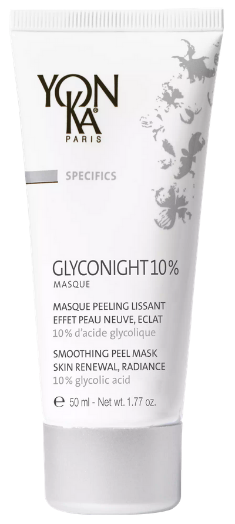 YON
KA®
PARIS
SPECIFICS
GLYCONIGHT 10%
MASQUE
MASQUE PEELING LISSANT
EFFET PEAU NEUVE, ECLAT
10% d'acide glycolique
SMOOTHING PEEL MASK
SKIN RENEWAL, RADIANCE
10% glycolic acid
℮ 50 ml - Net wt. 1.77 oz.